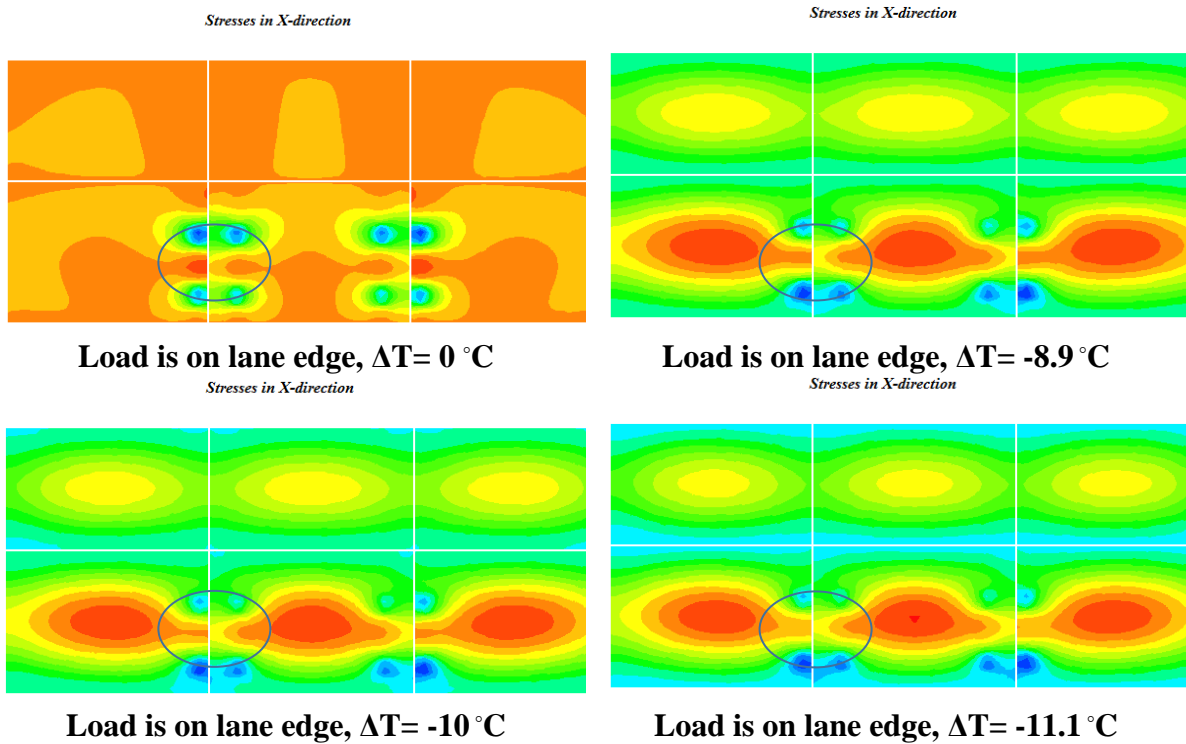 Stresses in X-direction
Stresses in X-direction
Load is on lane edge, ΔT= 0 °C
Load is on lane edge, ΔT= -8.9 °C
Stresses in X-direction
Stresses in X-direction
Load is on lane edge, ΔT= -10 °C
Load is on lane edge, ΔT= -11.1 °C